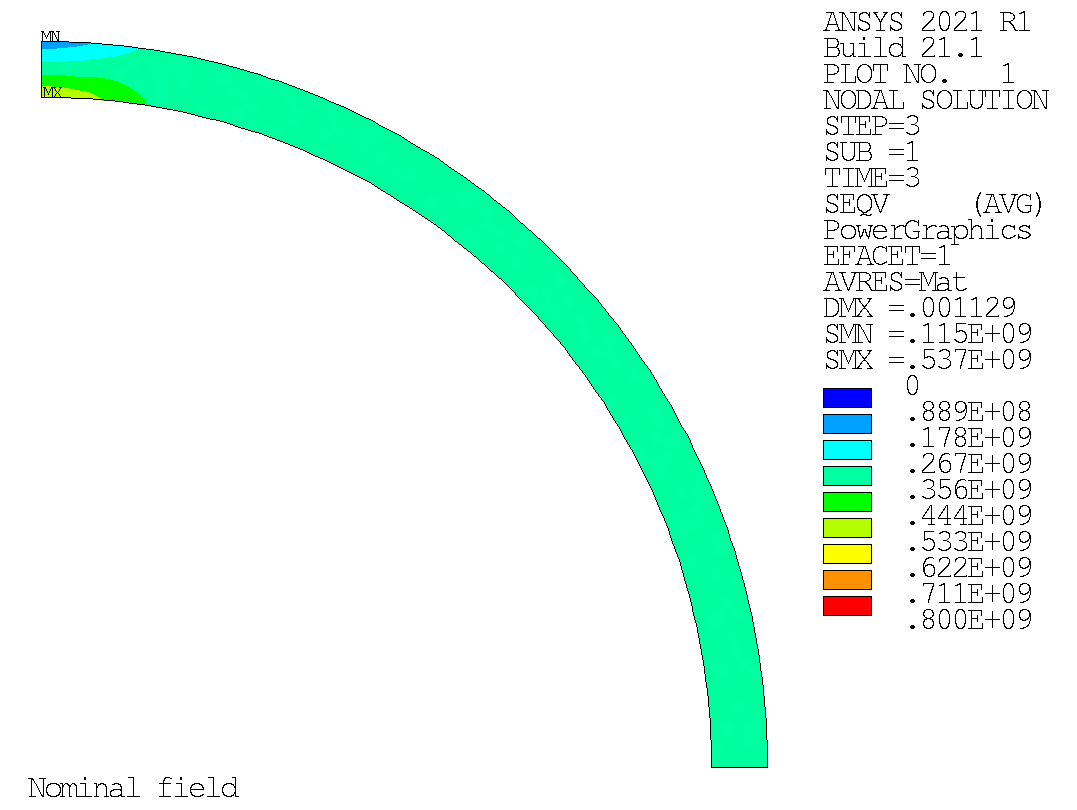 MN
MX
ANSYS 2021 R1
Build 21.1
PLOT NO.   1
NODAL SOLUTION
STEP=3
SUB =1
TIME=3
SEQV     (AVG)
PowerGraphics
EFACET=1
AVRES=Mat
DMX =.001129
SMN =.115E+09
SMX =.537E+09
0
.889E+08
.178E+09
.267E+09
.356E+09
.444E+09
.533E+09
.622E+09
.711E+09
.800E+09
Nominal field